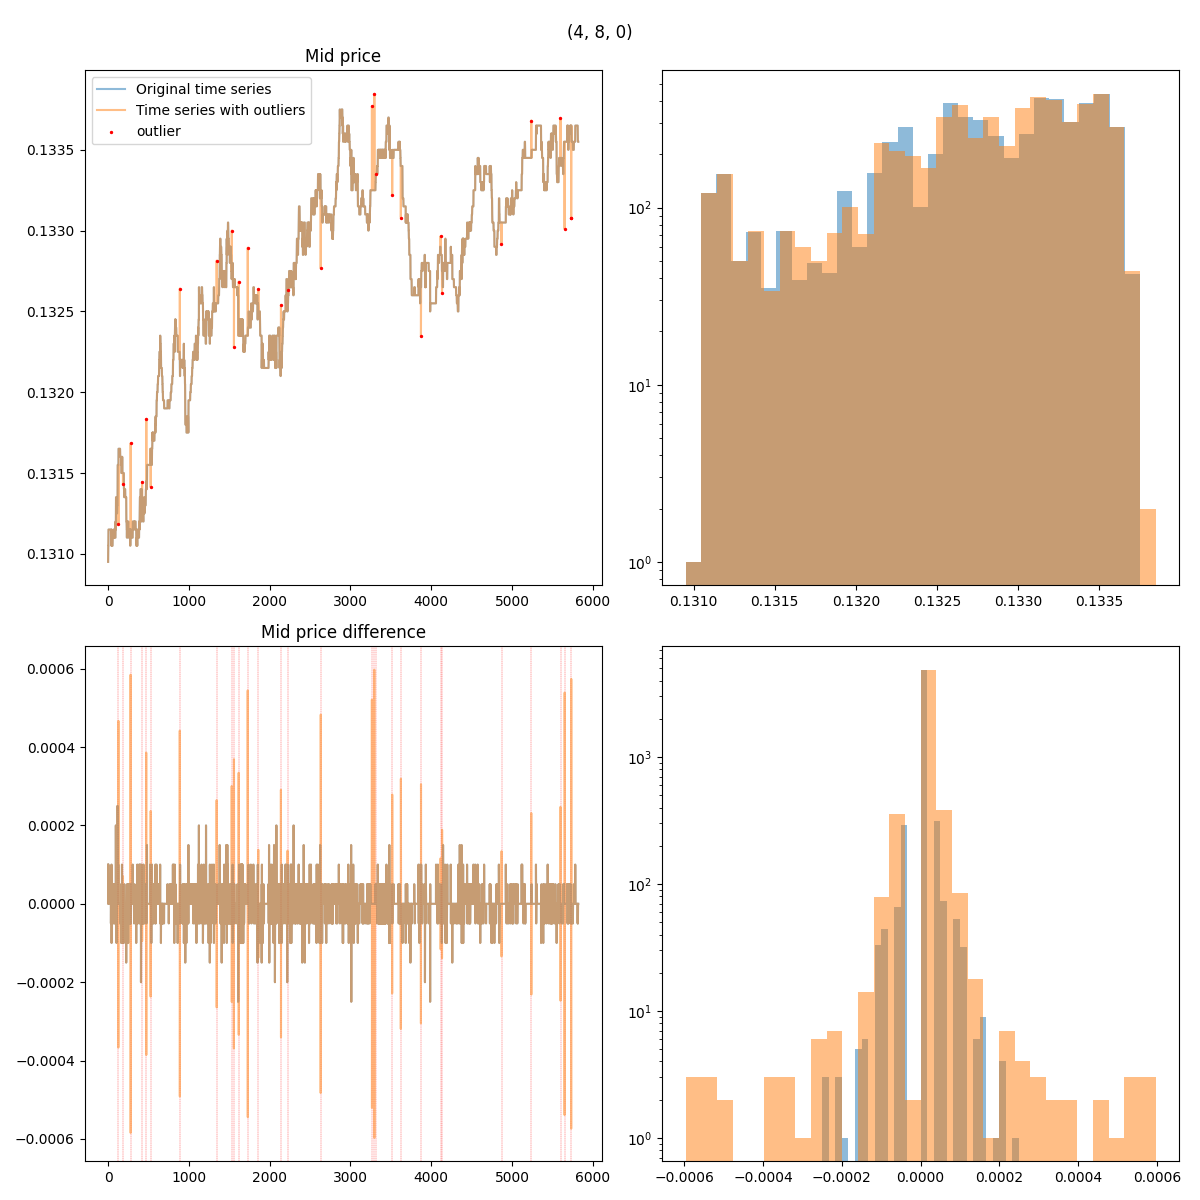 (4, 8, 0)
Mid price
Original time series
Time series with outliers
outlier
0.1335
0.1330
0.1325
0.1320
0.1315
0.1310
0 1000 2000 3000 4000 5000 6000
10²
10¹
10⁰
0.1310 0.1315 0.1320 0.1325 0.1330 0.1335
Mid price difference
0.0006
0.0004
0.0002
0.0000
−0.0002
−0.0004
−0.0006
0 1000 2000 3000 4000 5000 6000
10³
10²
10¹
10⁰
−0.0006 −0.0004 −0.0002 0.0000 0.0002 0.0004 0.0006